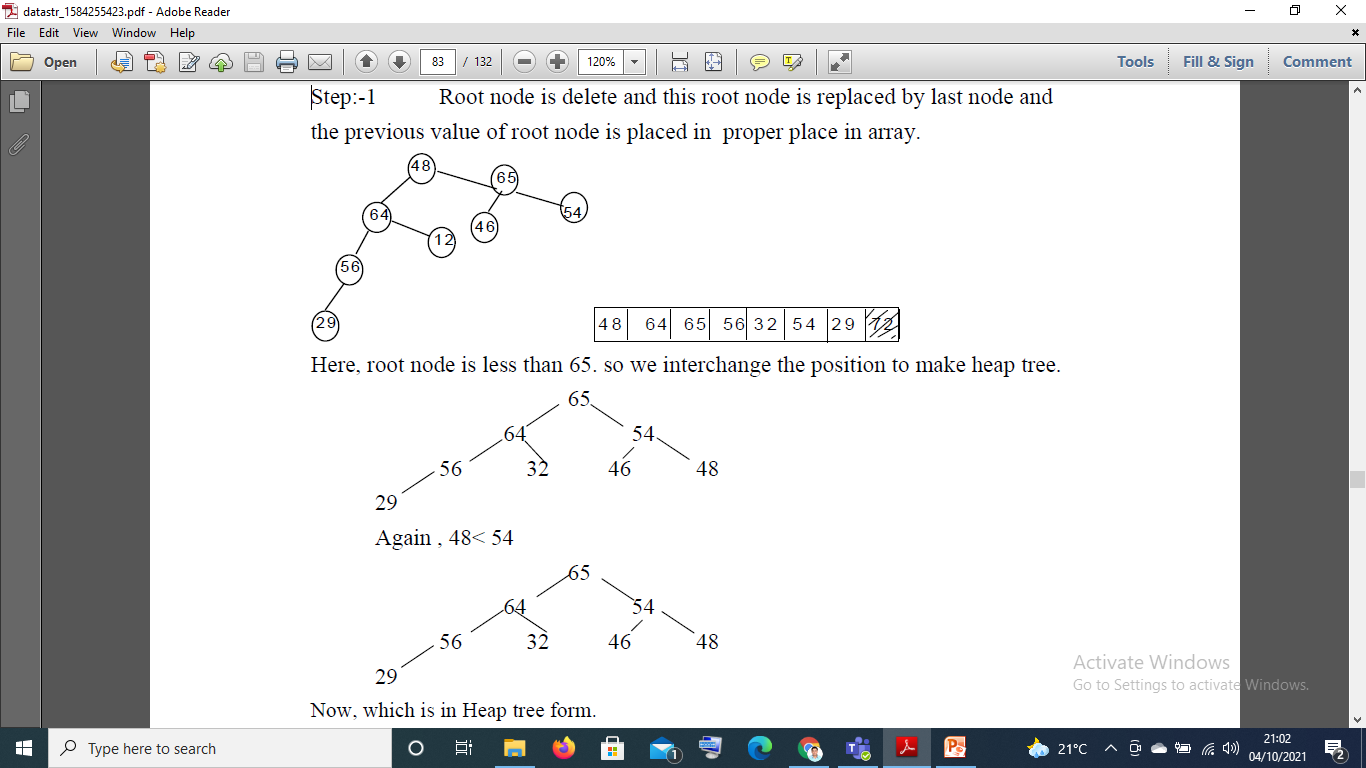 datastr_1584255423.pdf - Adobe Reader
File Edit View Window Help
Open 83 / 132 120% Tools Fill & Sign Comment
Step:-1 Root node is delete and this root node is replaced by last node and
the previous value of root node is placed in proper place in array.
48
65
64
54
46
12
56
29
48 64 65 56 32 54 29 72
Here, root node is less than 65. so we interchange the position to make heap tree.
65
64 54
56 32 46 48
29
Again , 48< 54
65
64 54
56 32 46 48
29
Now, which is in Heap tree form.
Activate Windows
Go to Settings to activate Windows.
Type here to search
1
21°C
21:02
04/10/2021
2